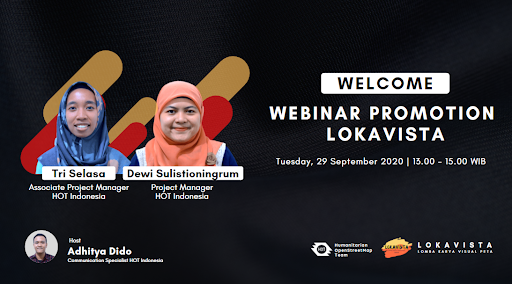 WELCOME
WEBINAR PROMOTION
LOKAVISTA
Tuesday, 29 September 2020 | 13.00 - 15.00 WIB
Tri Selasa
Associate Project Manager
HOT Indonesia
Dewi Sulistioningrum
Project Manager
HOT Indonesia
Host
Adhitya Dido
Communication Specialist HOT Indonesia
Humanitarian
OpenStreetMap
Team
LOKAVISTA
LOKAVISTA
LOMBA KARYA VISUAL PETA